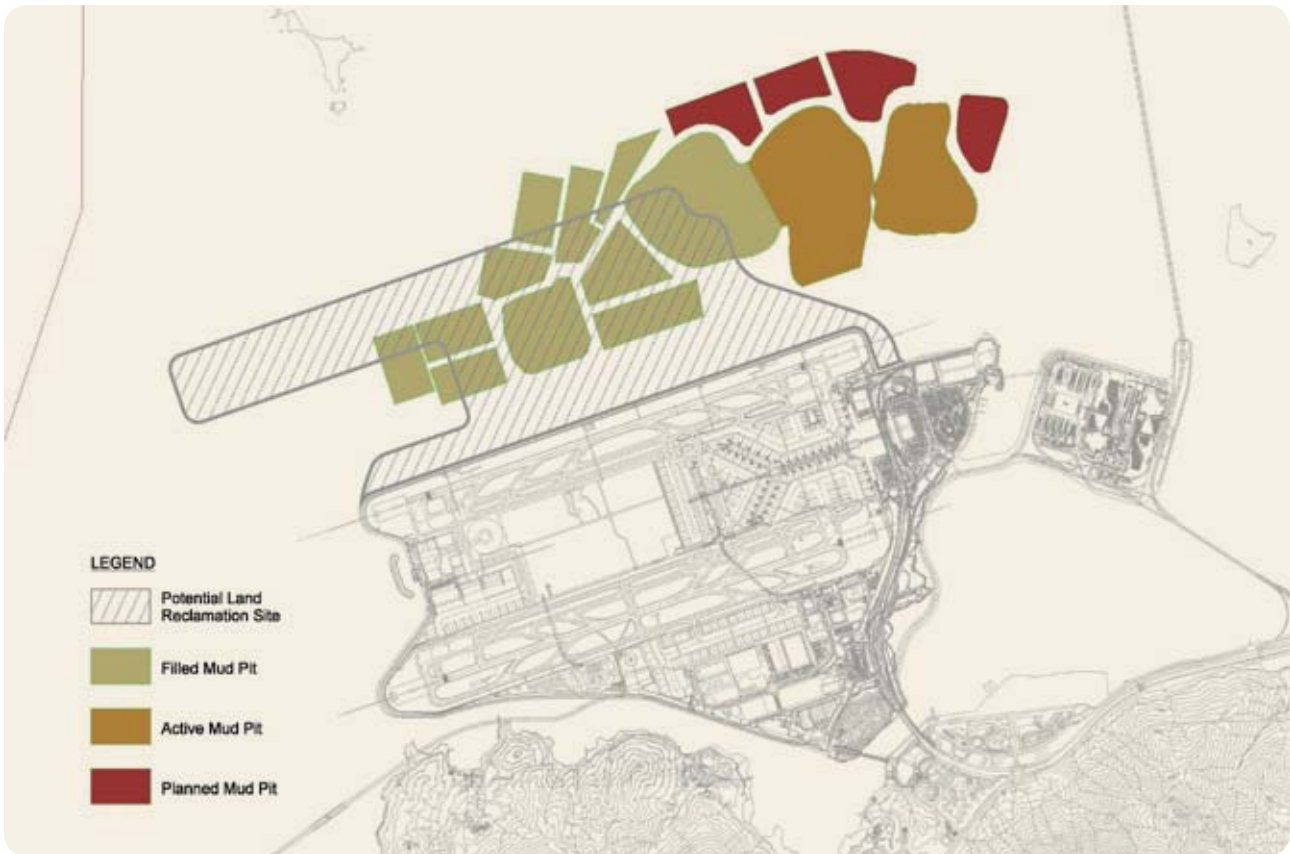 LEGEND
Potential Land
Reclamation Site
Filled Mud Pit
Active Mud Pit
Planned Mud Pit